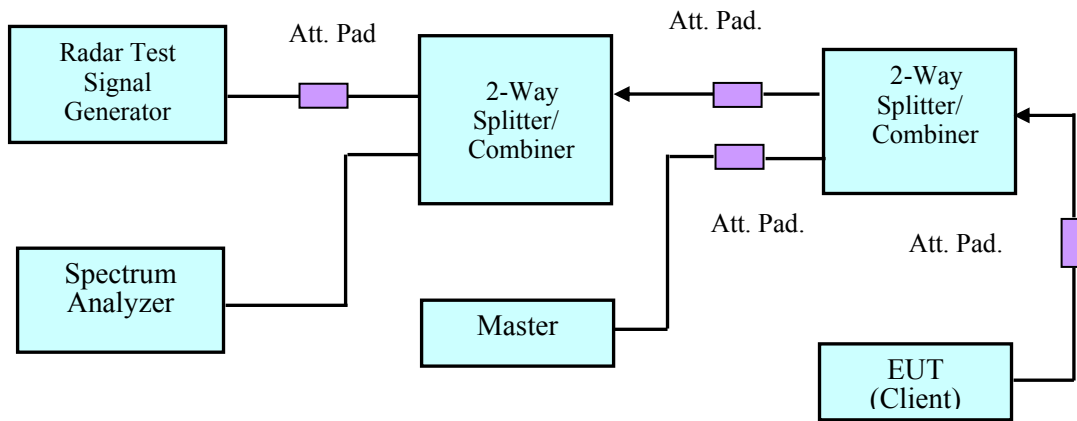 Radar Test
Signal
Generator
Att. Pad
2-Way
Splitter/
Combiner
Att. Pad.
2-Way
Splitter/
Combiner
Att. Pad.
Att. Pad.
Spectrum
Analyzer
Master
EUT
(Client)